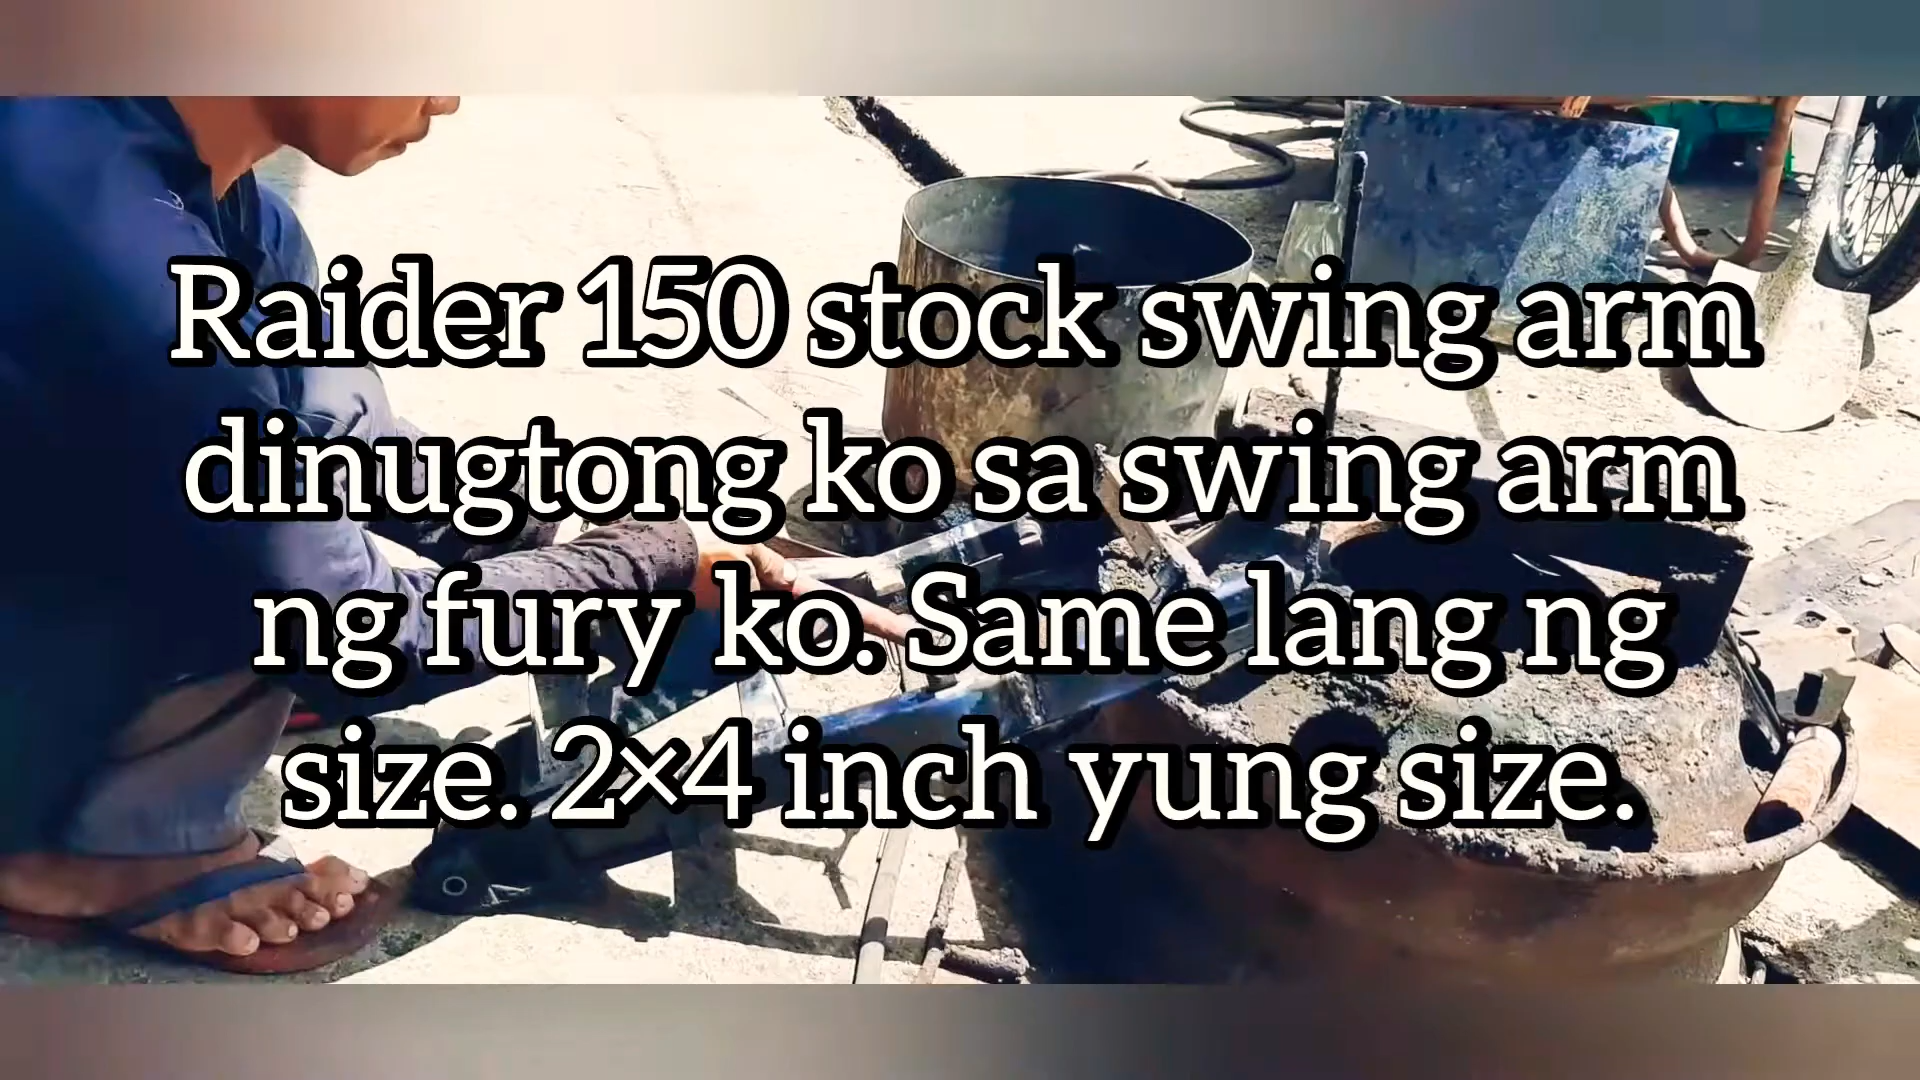 Raider 150 stock swing arm
dinugtong ko sa swing arm
ng fury ko. Same lang ng
size. 2×4 inch yung size.